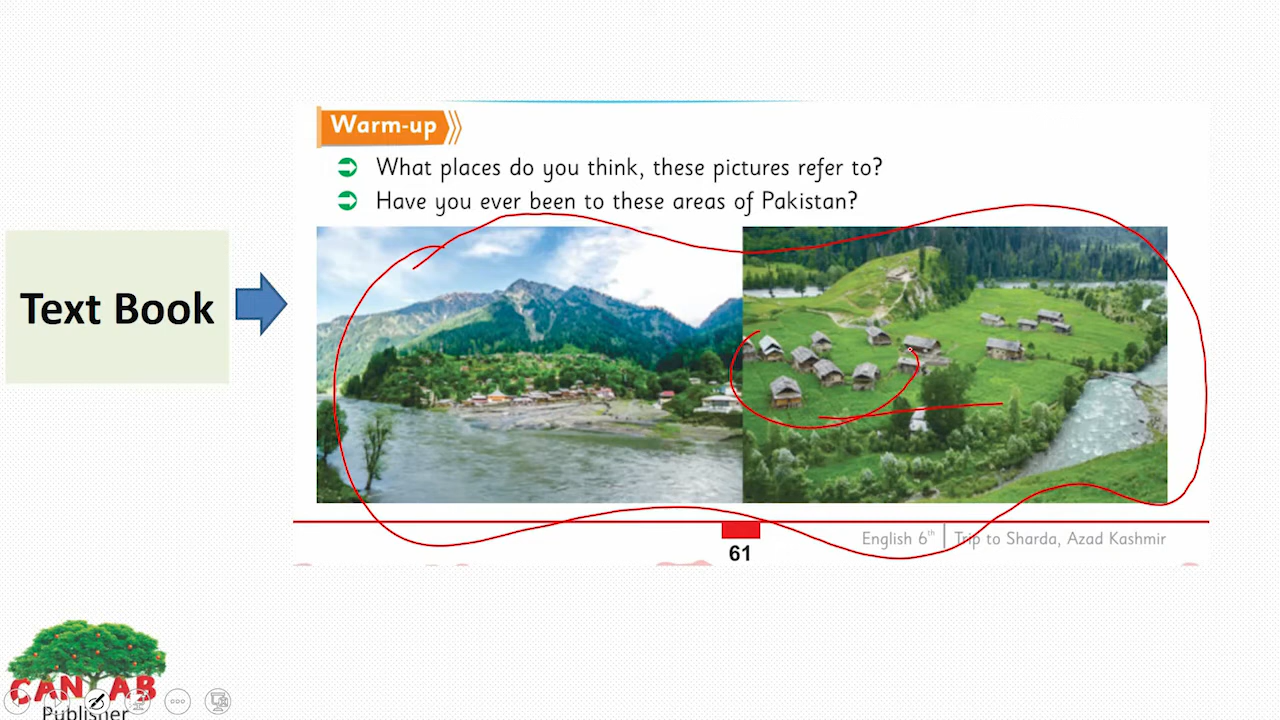 Warm-up
What places do you think, these pictures refer to?
Have you ever been to these areas of Pakistan?
Text Book
English 6th | Trip to Sharda, Azad Kashmir
61
CANTAB
Publisher